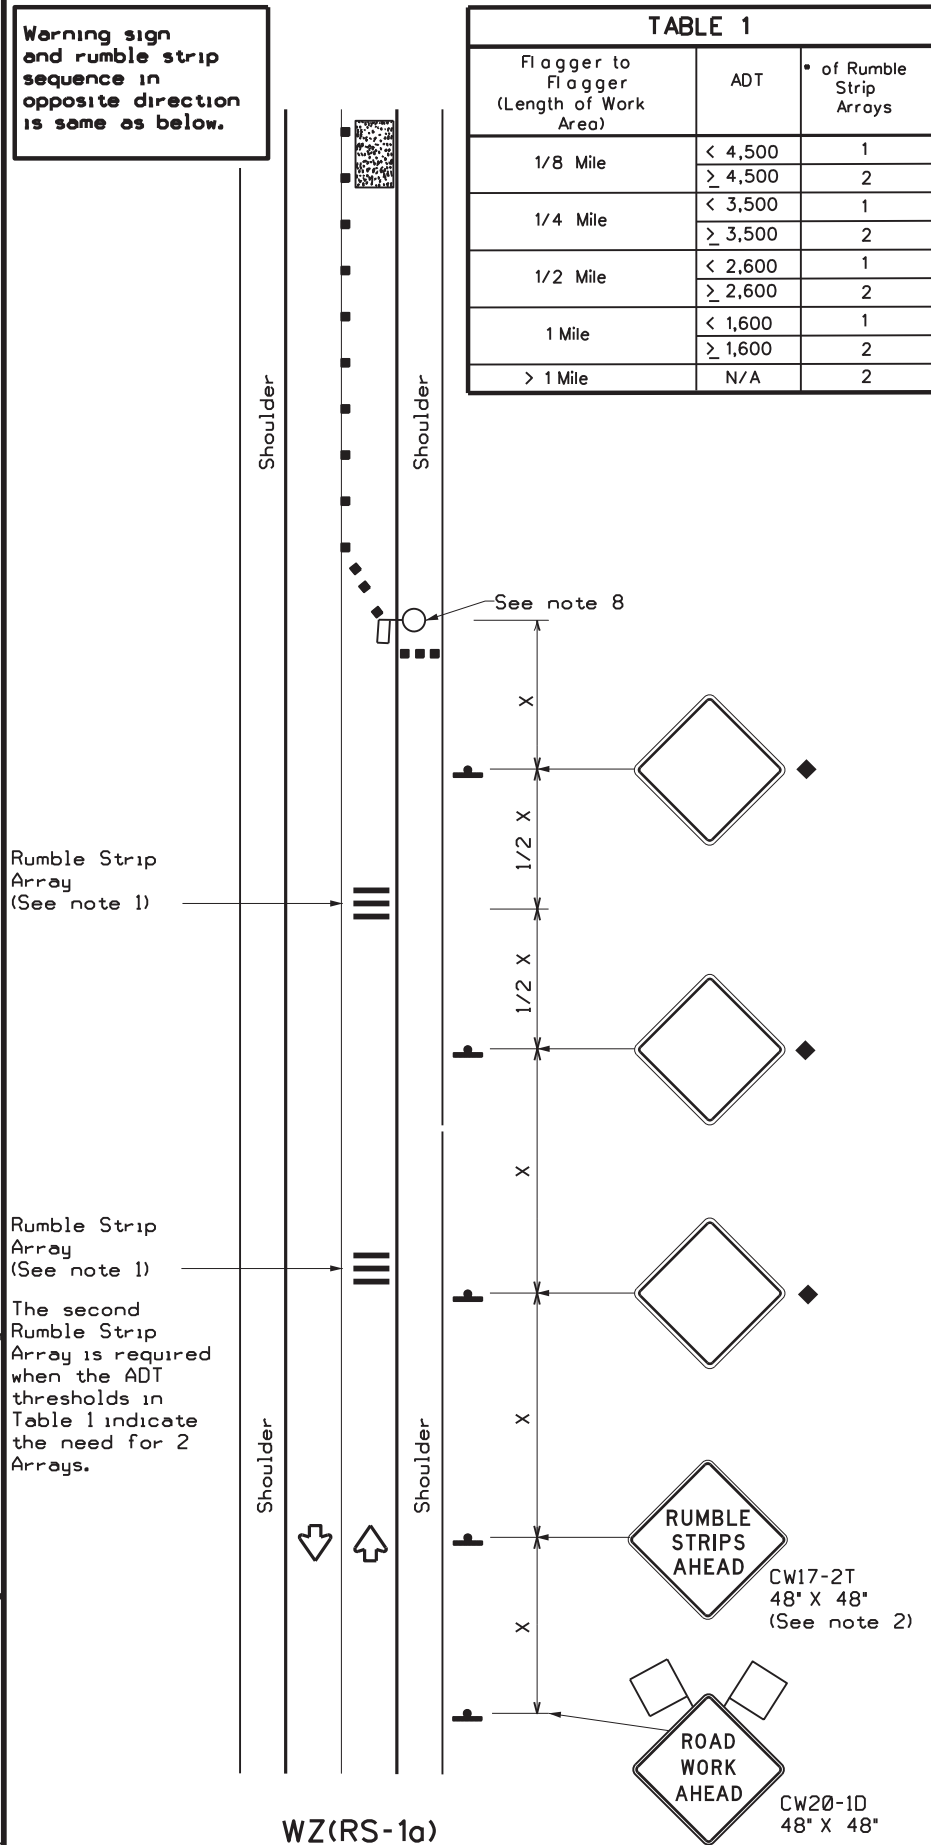 Warning sign
and rumble strip
sequence in
opposite direction
is same as below.
TABLE 1
Flagger to
Flagger
(Length of Work
Area)
ADT
" of Rumble
Strip
Arrays
1/8 Mile
< 4,500
1
≥ 4,500
2
1/4 Mile
< 3,500
1
≥ 3,500
2
1/2 Mile
< 2,600
1
≥ 2,600
2
1 Mile
< 1,600
1
≥ 1,600
2
> 1 Mile
N/A
2
Shoulder
Shoulder
See note 8
X
1/2 X
Rumble Strip
Array
(See note 1)
1/2 X
X
Rumble Strip
Array
(See note 1)
The second
Rumble Strip
Array is required
when the ADT
thresholds in
Table 1 indicate
the need for 2
Arrays.
Shoulder
Shoulder
X
RUMBLE
STRIPS
AHEAD
CW17-2T
48" X 48"
(See note 2)
X
ROAD
WORK
AHEAD
CW20-1D
48" X 48"
WZ(RS-1a)